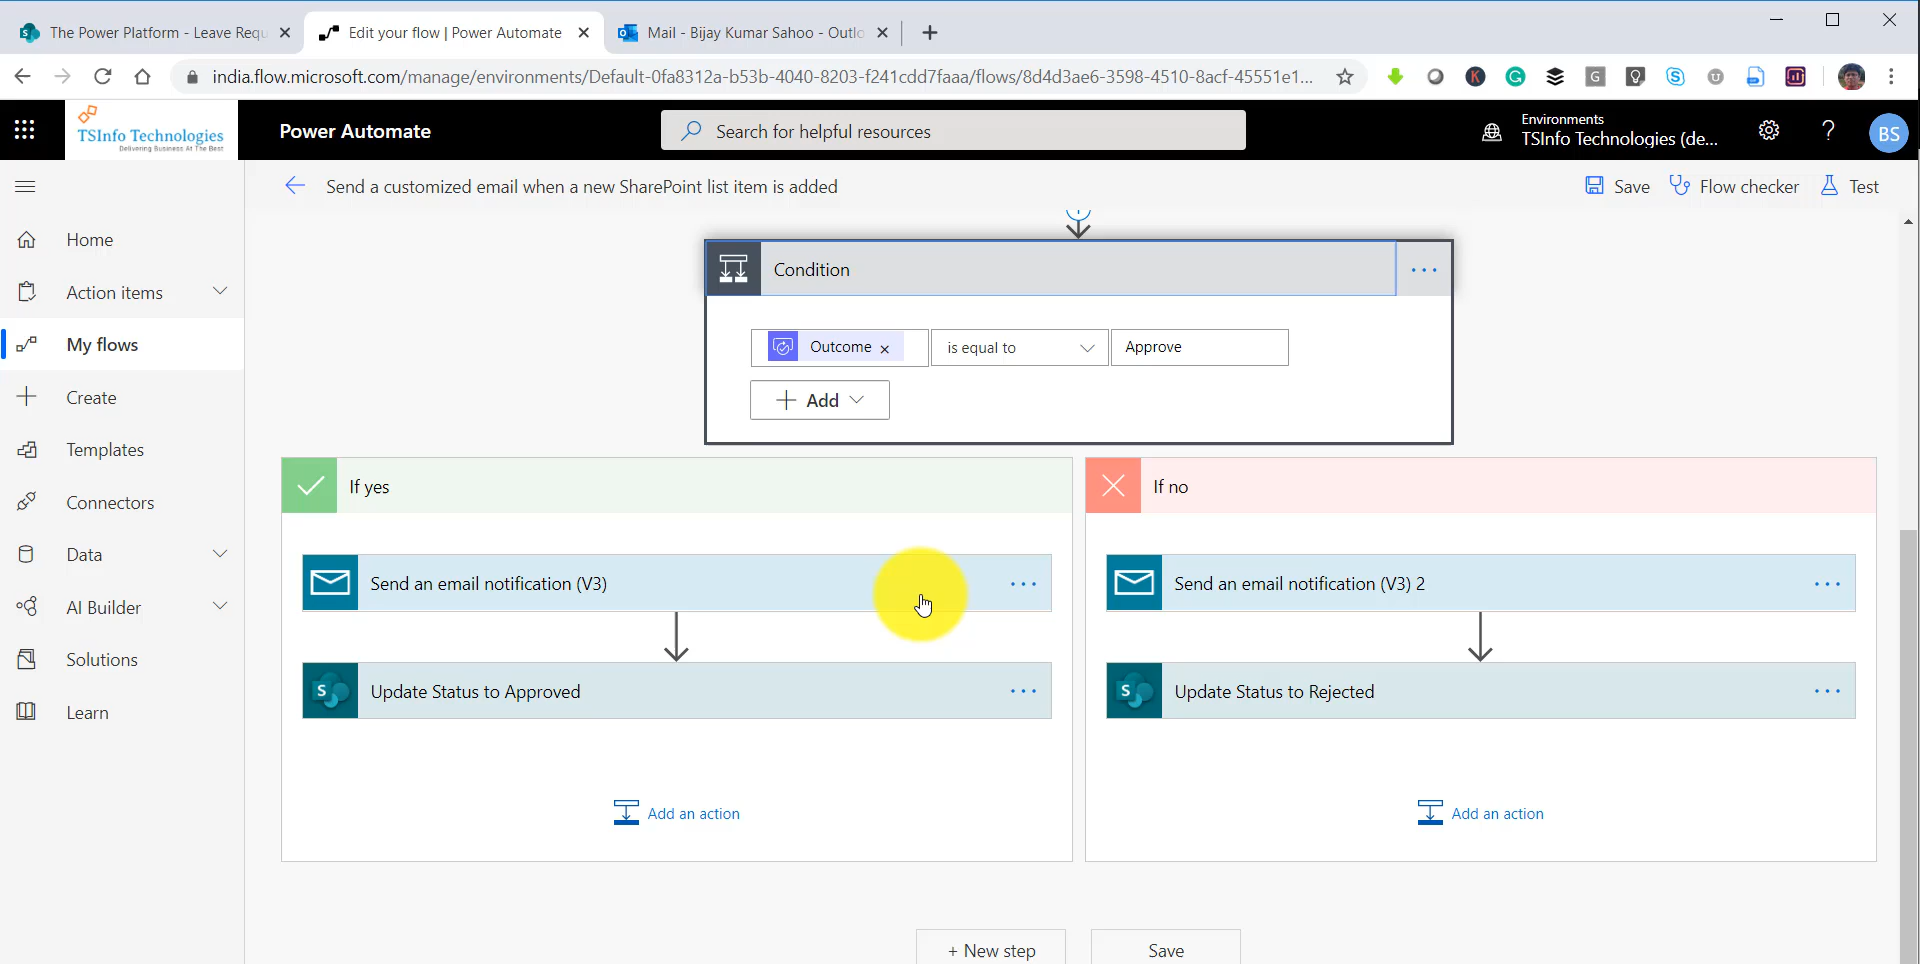 The Power Platform - Leave Requ
Edit your flow | Power Automate
Mail - Bijay Kumar Sahoo - Outlo
india.flow.microsoft.com/manage/environments/Default-0fa8312a-b53b-4040-8203-f241cdd7faaa/flows/8d4d3ae6-3598-4510-8acf-45551e1...
TSInfo Technologies
Delivering Business At The Best
Power Automate
Search for helpful resources
Environments
TSInfo Technologies (de...
?
BS
Send a customized email when a new SharePoint list item is added
Save
Flow checker
Test
Home
Action items
My flows
Create
Templates
Connectors
Data
AI Builder
Solutions
Learn
Condition
Outcome
is equal to
Approve
Add
If yes
If no
Send an email notification (V3)
Send an email notification (V3) 2
Update Status to Approved
Update Status to Rejected
Add an action
Add an action
+ New step
Save